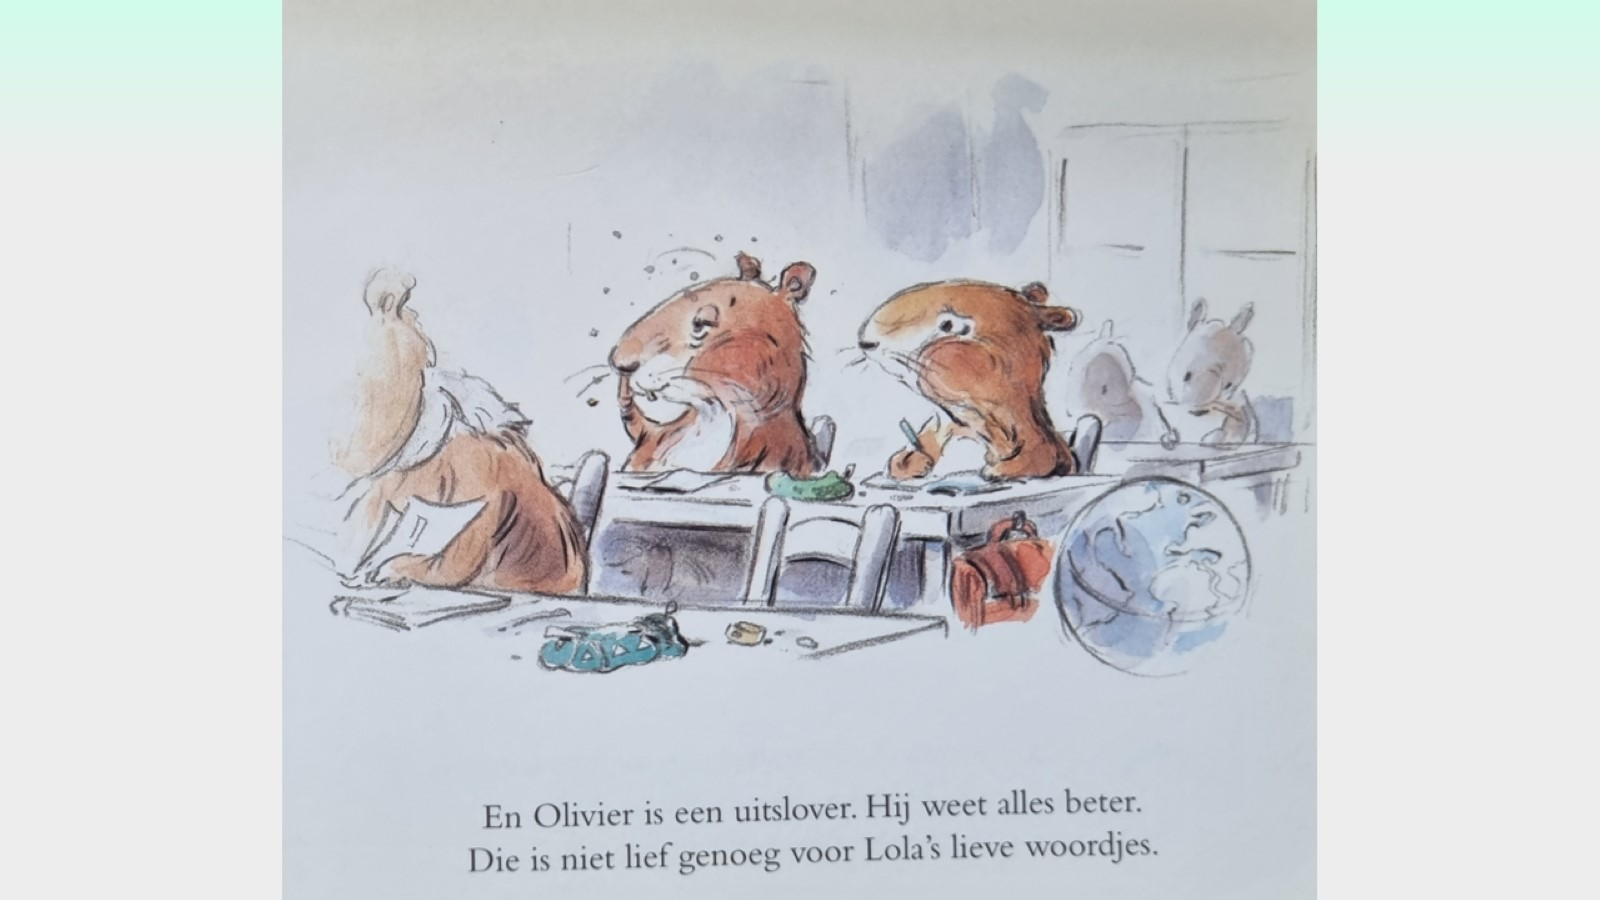 En Olivier is een uitslover. Hij weet alles beter.
Die is niet lief genoeg voor Lola’s lieve woordjes.